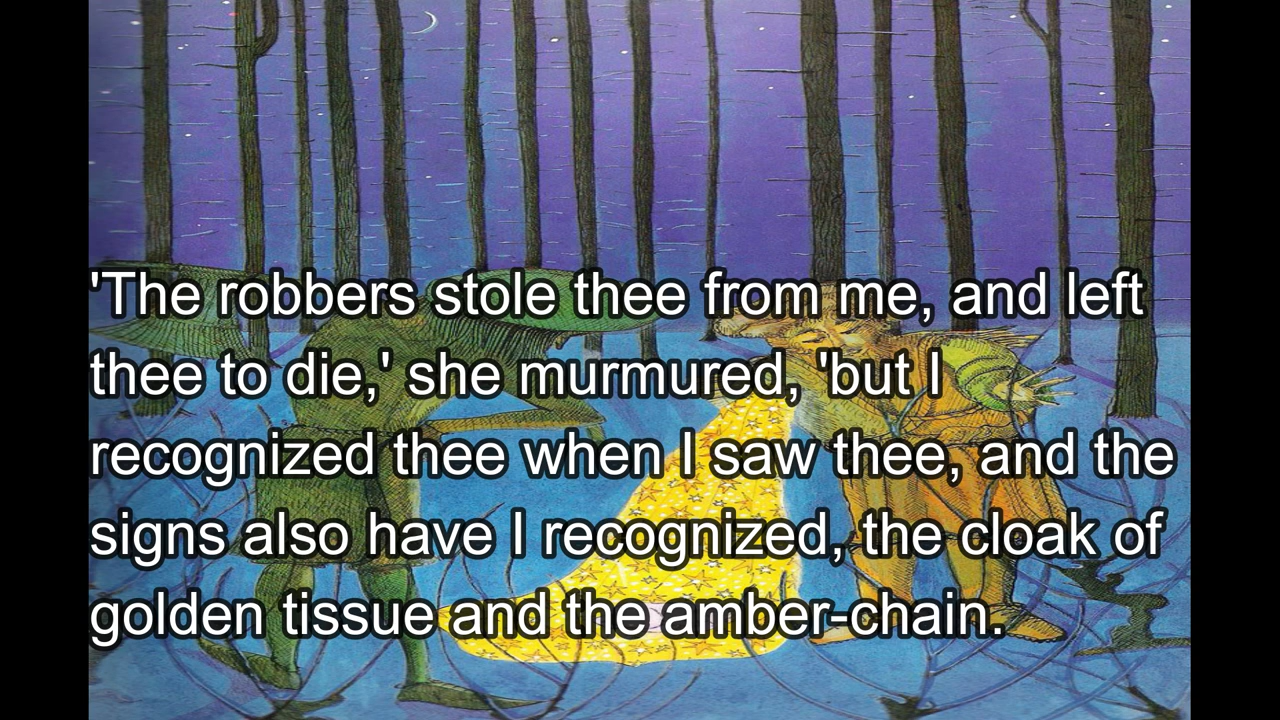 'The robbers stole thee from me, and left
thee to die,' she murmured, 'but I
recognized thee when I saw thee, and the
signs also have I recognized, the cloak of
golden tissue and the amber-chain.